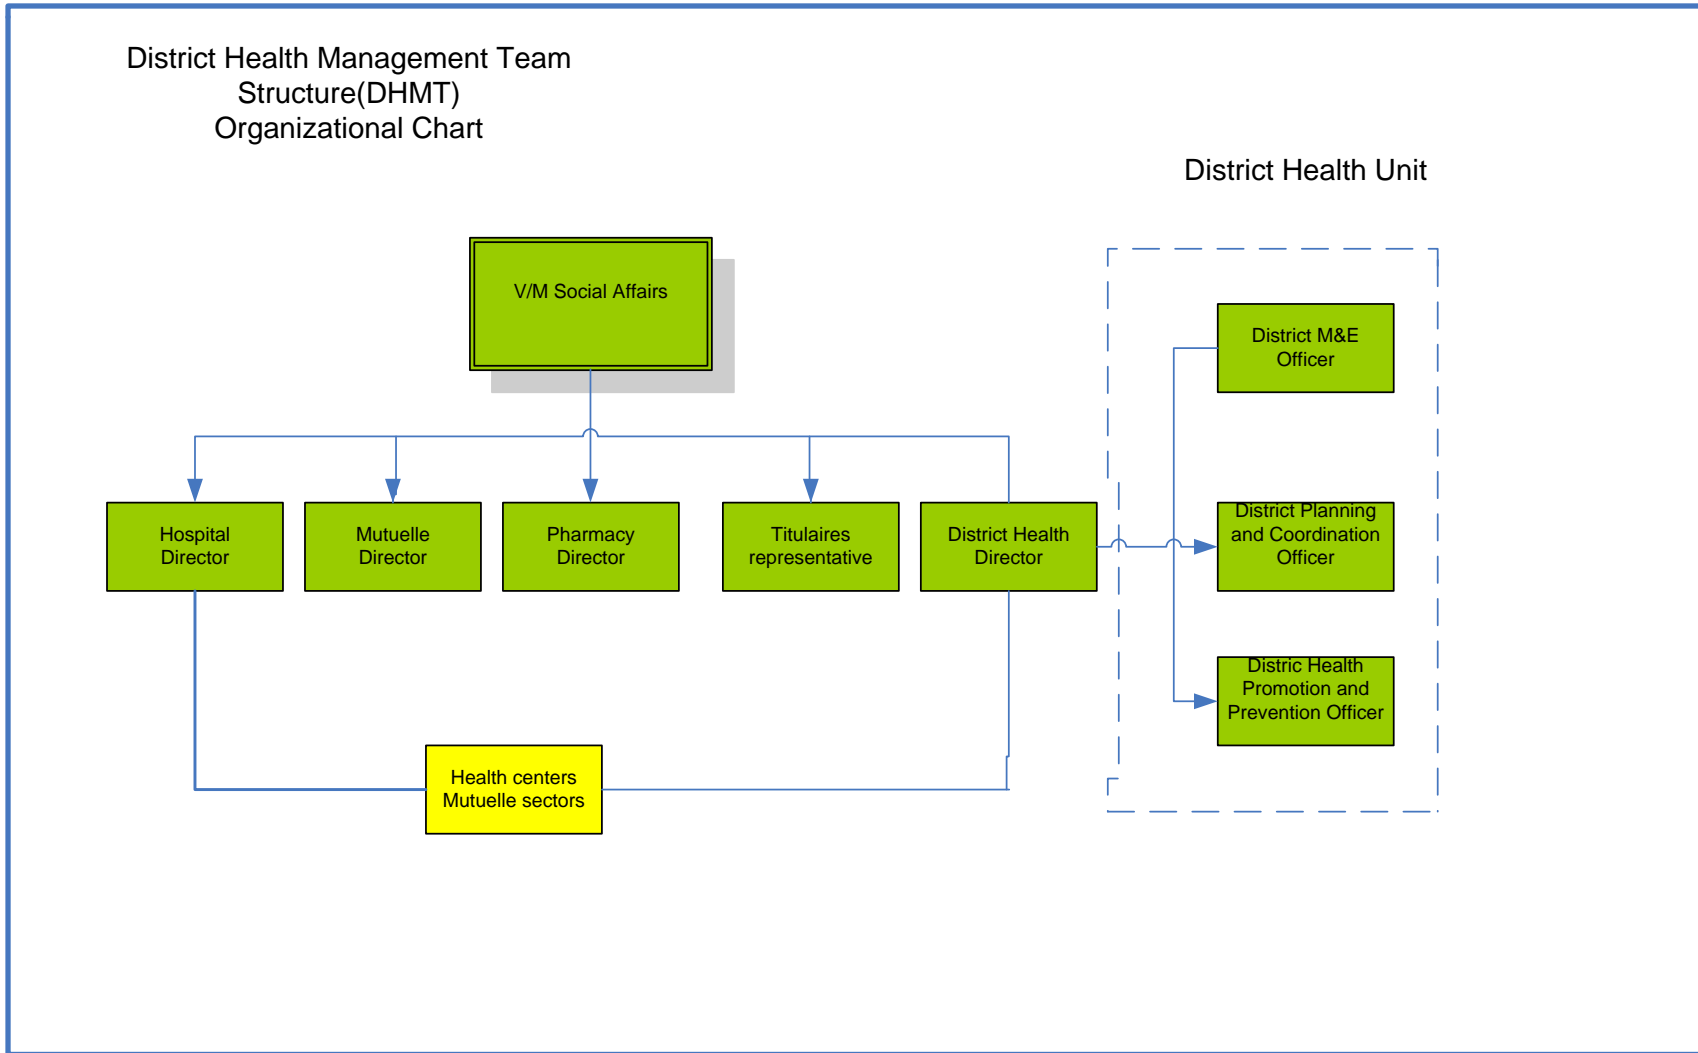 District Health Management Team
Structure(DHMT)
Organizational Chart
District Health Unit
V/M Social Affairs
District M&E
Officer
Hospital
Director
Mutuelle
Director
Pharmacy
Director
Titulaires
representative
District Health
Director
District Planning
and Coordination
Officer
Distric Health
Promotion and
Prevention Officer
Health centers
Mutuelle sectors